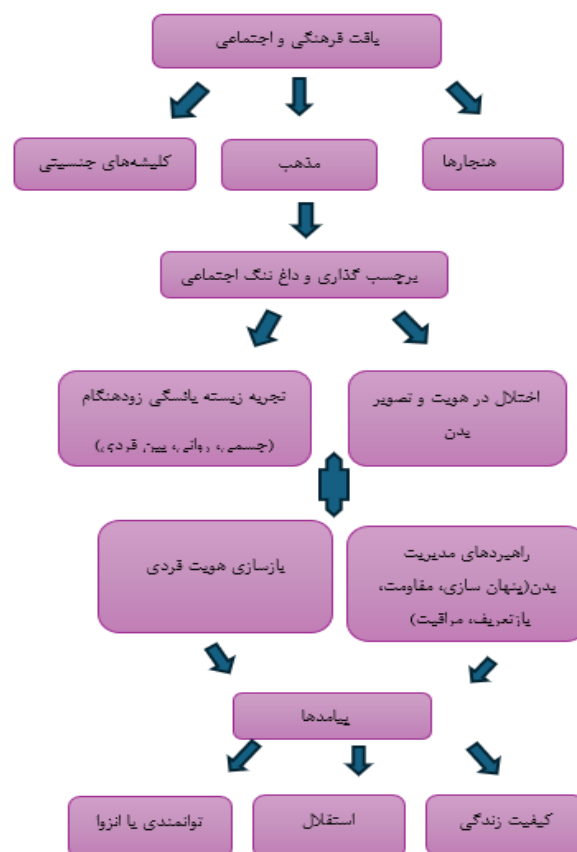 بافت فرهنگی و اجتماعی
هنجارها
مذهب
کلیشه‌های جنسیتی
برچسب گذاری و داغ ننگ اجتماعی
اختلال در هویت و تصویر
بدن
تجربه زیسته یائسگی زودهنگام
(جسمی، روانی، بین فردی)
راهبردهای مدیریت
بدن(پنهان سازی، مقاومت،
بازتعریف، مراقبت)
بازسازی هویت فردی
پیامدها
کیفیت زندگی
استقلال
توانمندی یا انزوا